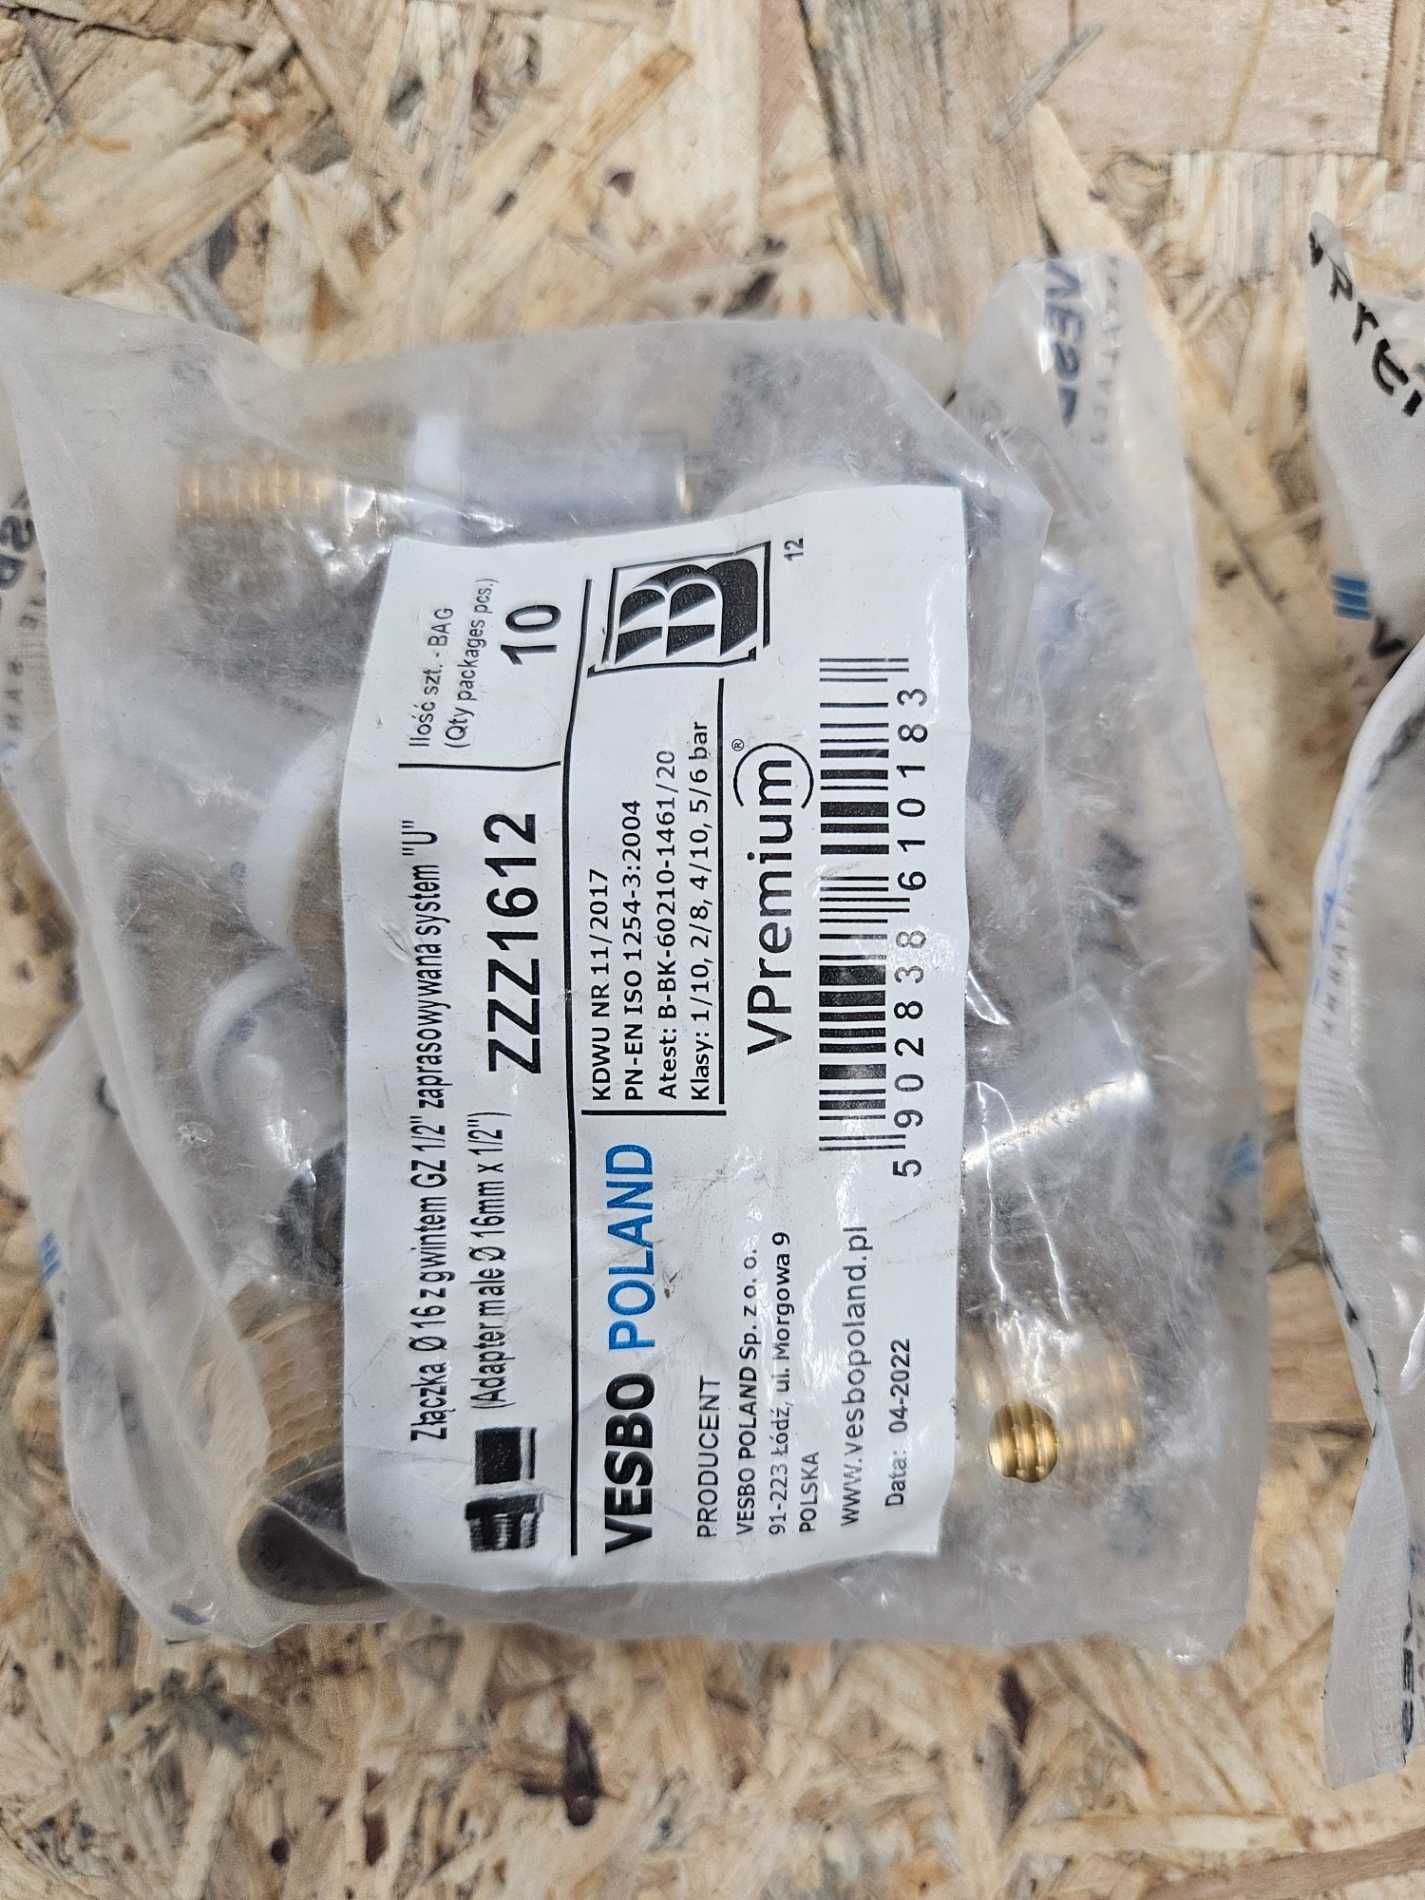 Złączka Ø 16 z gwintem GZ 1/2" zaprasowywana system "U"
(Adapter male Ø 16mm x 1/2")
ZZZ1612
Ilość szt. - BAG
(Qty packages pcs.)
10
VESBO POLAND
KDWU NR 11/2017
PN-EN ISO 1254-3:2004
Atest: B-BK-60210-1461/20
Klasy: 1/10, 2/8, 4/10, 5/6 bar
B
12
PRODUCENT
VESBO POLAND Sp. z o. o.
91-223 Łódź, ul. Morgowa 9
POLSKA
www.vesbopoland.pl
Data: 04-2022
VPremium®
5 902838 610183